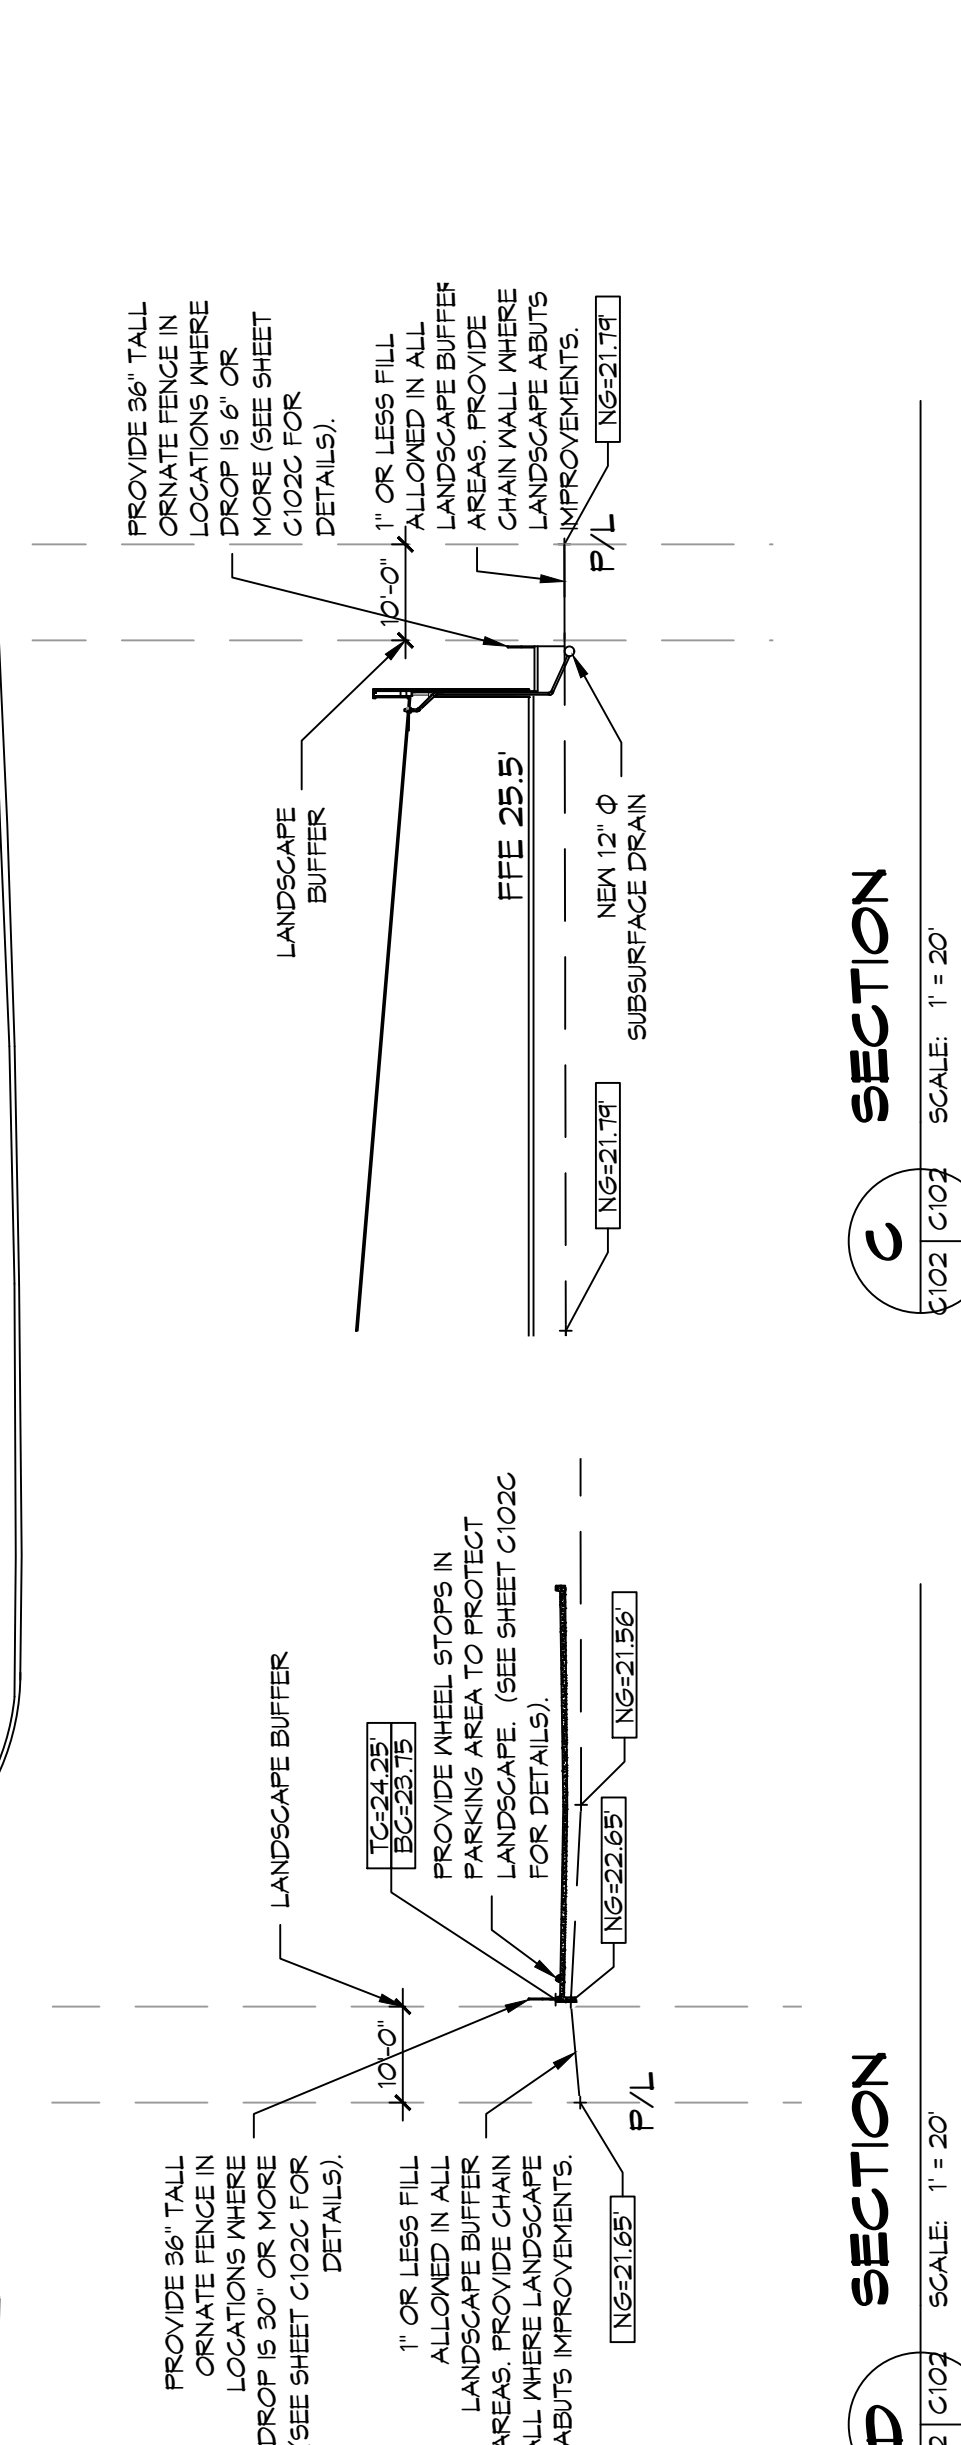 PROVIDE 36" TALL
ORNATE FENCE IN
LOCATIONS WHERE
DROP IS 30" OR MORE
(SEE SHEET C102C FOR
DETAILS).
1" OR LESS FILL
ALLOWED IN ALL
LANDSCAPE BUFFER
AREAS. PROVIDE CHAIN
WHERE LANDSCAPE
ABUTS IMPROVEMENTS.
NG=21.65'
10'-0"
P/L
LANDSCAPE BUFFER
TC=24.25'
BC=23.75
PROVIDE WHEEL STOPS IN
PARKING AREA TO PROTECT
LANDSCAPE. (SEE SHEET C102C
FOR DETAILS).
NG=22.65'
NG=21.56'
D
SECTION
C102 SCALE: 1' = 20'
LANDSCAPE
BUFFER
PROVIDE 36" TALL
ORNATE FENCE IN
LOCATIONS WHERE
DROP IS 6" OR
MORE (SEE SHEET
C102C FOR
DETAILS).
10'-0"
1" OR LESS FILL
ALLOWED IN ALL
LANDSCAPE BUFFER
AREAS. PROVIDE
CHAIN WALL WHERE
LANDSCAPE ABUTS
IMPROVEMENTS.
FFE 25.5'
NG=21.79'
NEW 12" Φ
SUBSURFACE DRAIN
P/L
NG=21.79'
C
SECTION
C102 C102 SCALE: 1' = 20'